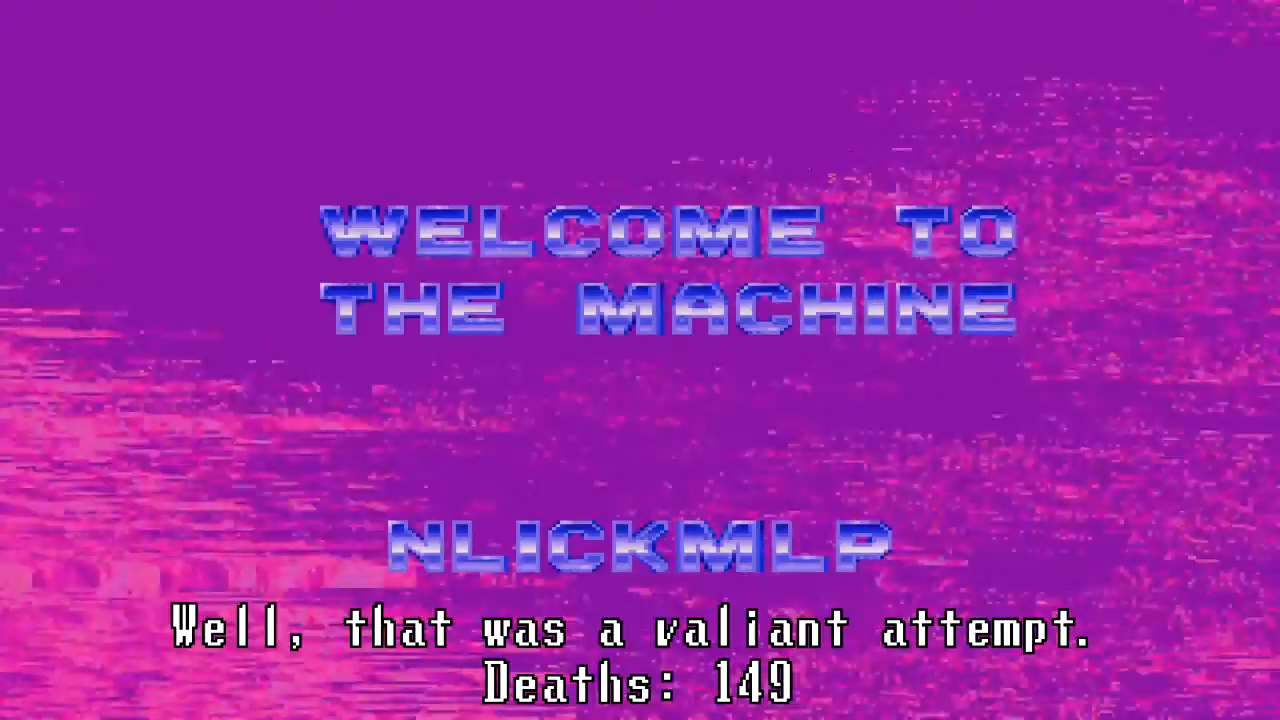 WELCOME TO
THE MACHINE
NLICKMLP
Well, that was a valiant attempt.
Deaths: 149